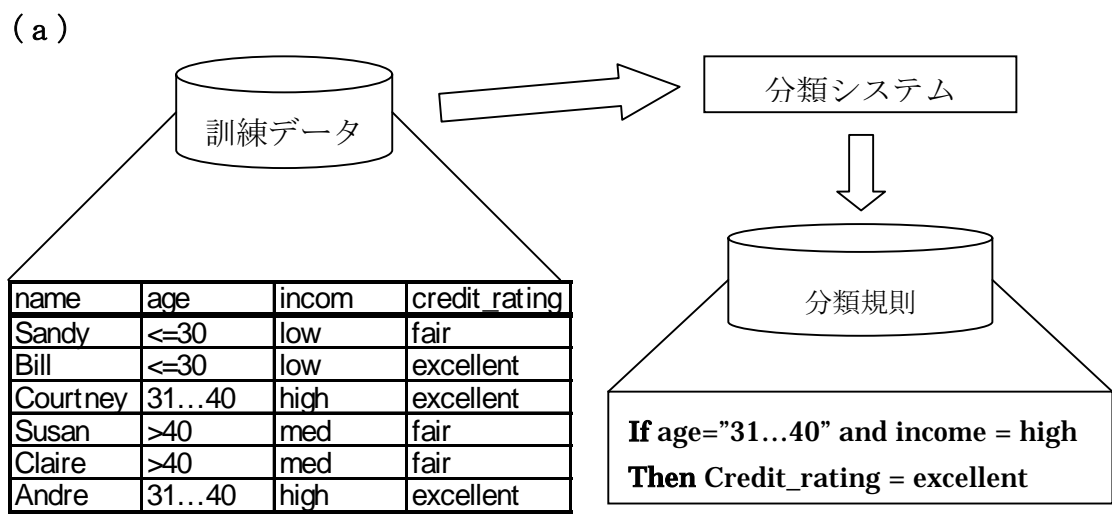 (a)
訓練データ
分類システム
分類規則
name age incom credit_rating
Sandy <=30 low fair
Bill <=30 low excellent
Courtney 31…40 high excellent
Susan >40 med fair
Claire >40 med fair
Andre 31…40 high excellent
If age=”31…40” and income = high
Then Credit_rating = excellent